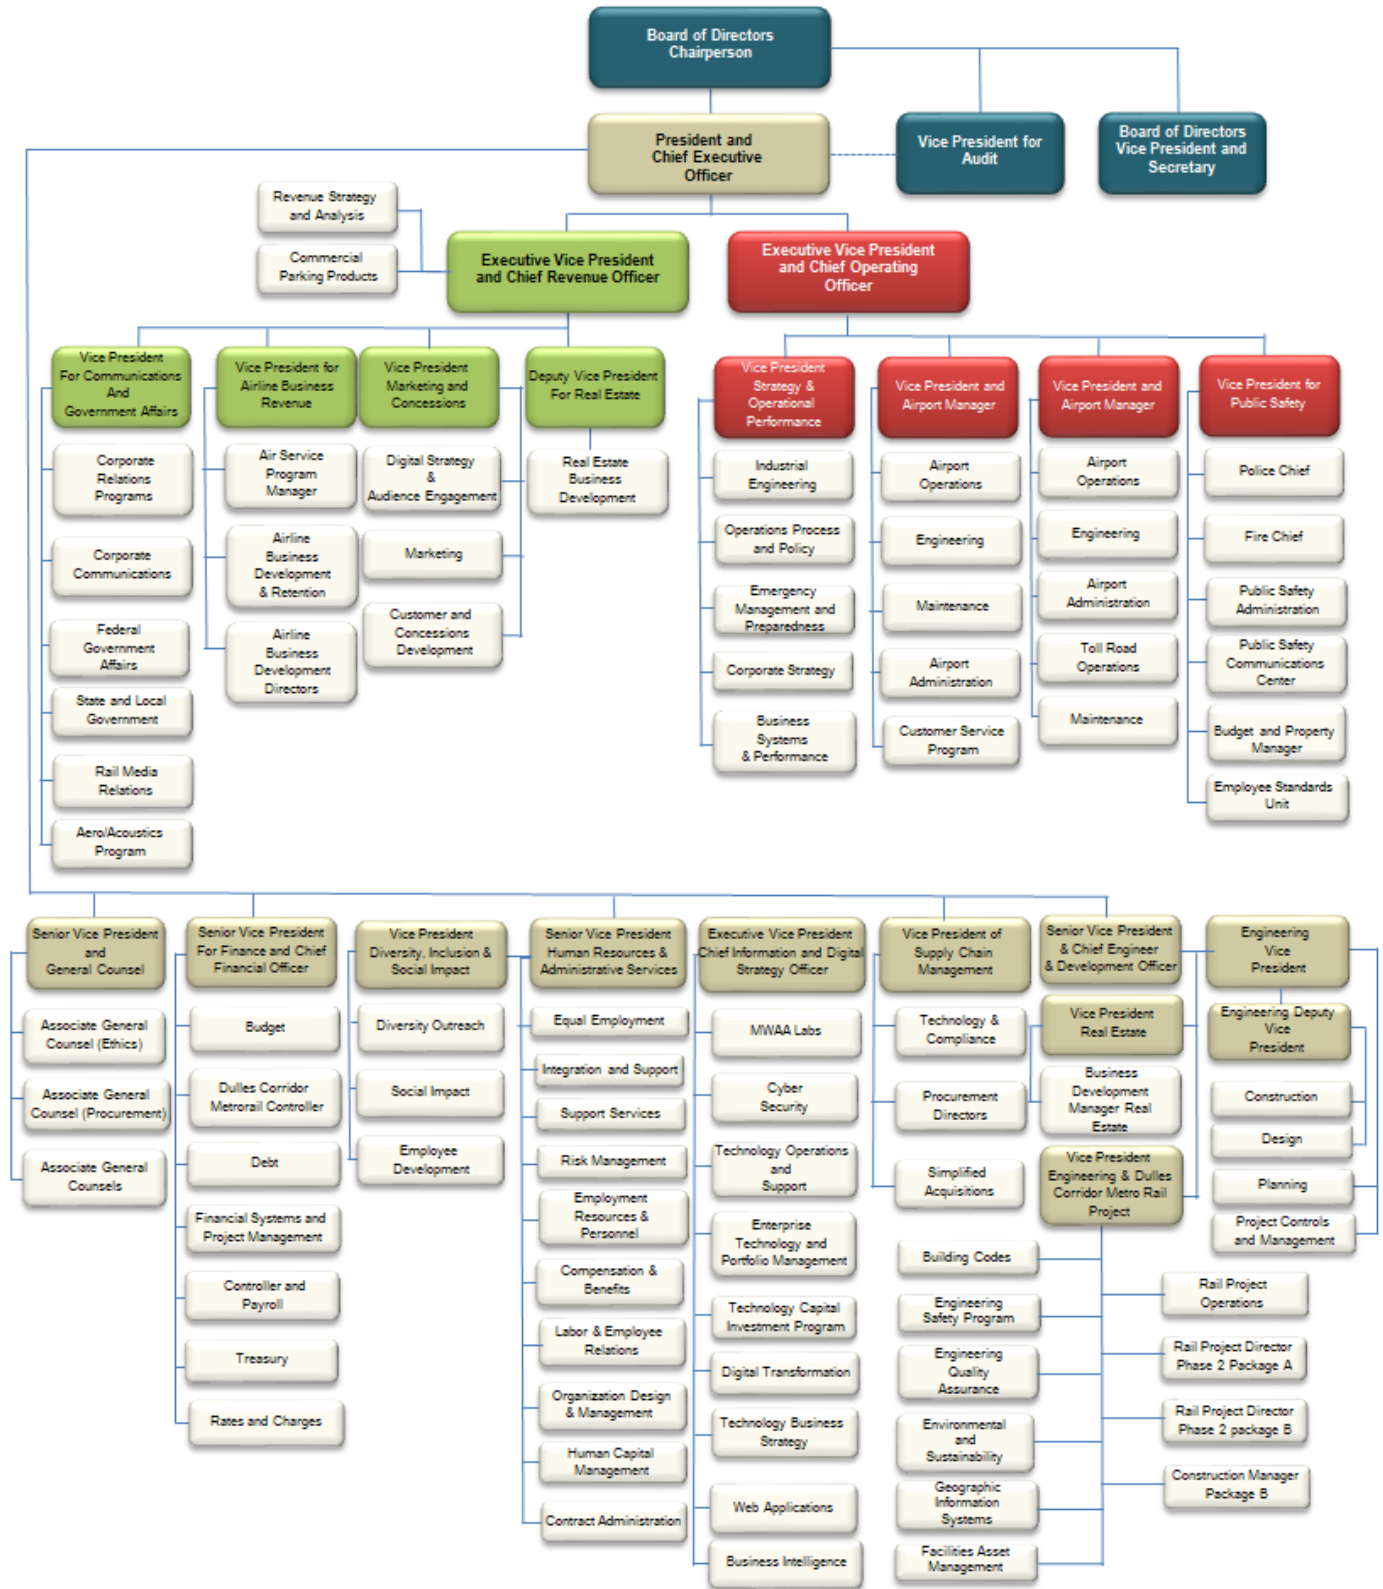 Board of Directors
Chairperson
President and
Chief Executive
Officer
Vice President for
Audit
Board of Directors
Vice President and
Secretary
Revenue Strategy
and Analysis
Commercial
Parking Products
Executive Vice President
and Chief Revenue Officer
Executive Vice President
and Chief Operating
Officer
Vice President
For Communications
And
Government Affairs
Vice President for
Airline Business
Revenue
Vice President
Marketing and
Concessions
Deputy Vice President
For Real Estate
Vice President
Strategy &
Operational
Performance
Vice President and
Airport Manager
Vice President and
Airport Manager
Vice President for
Public Safety
Corporate
Relations
Programs
Corporate
Communications
Federal
Government
Affairs
State and Local
Government
Rail Media
Relations
Aero/Acoustics
Program
Air Service
Program
Manager
Airline
Business
Development
& Retention
Airline
Business
Development
Directors
Digital Strategy
&
Audience Engagement
Marketing
Customer and
Concessions
Development
Real Estate
Business
Development
Industrial
Engineering
Operations Process
and Policy
Emergency
Management and
Preparedness
Corporate Strategy
Business
Systems
& Performance
Airport
Operations
Engineering
Maintenance
Airport
Administration
Customer Service
Program
Airport
Operations
Engineering
Airport
Administration
Toll Road
Operations
Maintenance
Police Chief
Fire Chief
Public Safety
Administration
Public Safety
Communications
Center
Budget and Property
Manager
Employee Standards
Unit
Senior Vice President
and
General Counsel
Senior Vice President
For Finance and Chief
Financial Officer
Vice President
Diversity, Inclusion &
Social Impact
Senior Vice President
Human Resources &
Administrative Services
Executive Vice President
Chief Information and Digital
Strategy Officer
Vice President of
Supply Chain
Management
Senior Vice President
& Chief Engineer
& Development Officer
Engineering
Vice
President
Associate General
Counsel (Ethics)
Associate General
Counsel (Procurement)
Associate General
Counsels
Budget
Dulles Corridor
Metrorail Controller
Debt
Financial Systems and
Project Management
Controller and
Payroll
Treasury
Rates and Charges
Diversity Outreach
Social Impact
Employee
Development
Equal Employment
Integration and Support
Support Services
Risk Management
Employment
Resources &
Personnel
Compensation &
Benefits
Labor & Employee
Relations
Organization Design
& Management
Human Capital
Management
Contract Administration
MWAA Labs
Cyber
Security
Technology Operations
and
Support
Enterprise
Technology and
Portfolio Management
Technology Capital
Investment Program
Digital Transformation
Technology Business
Strategy
Web Applications
Business Intelligence
Technology &
Compliance
Procurement
Directors
Simplified
Acquisitions
Vice President
Real Estate
Business
Development
Manager Real
Estate
Vice President
Engineering & Dulles
Corridor Metro Rail
Project
Building Codes
Engineering
Safety Program
Engineering
Quality
Assurance
Environmental
and
Sustainability
Geographic
Information
Systems
Facilities Asset
Management
Engineering Deputy
Vice
President
Construction
Design
Planning
Project Controls
and Management
Rail Project
Operations
Rail Project Director
Phase 2 Package A
Rail Project Director
Phase 2 package B
Construction Manager
Package B